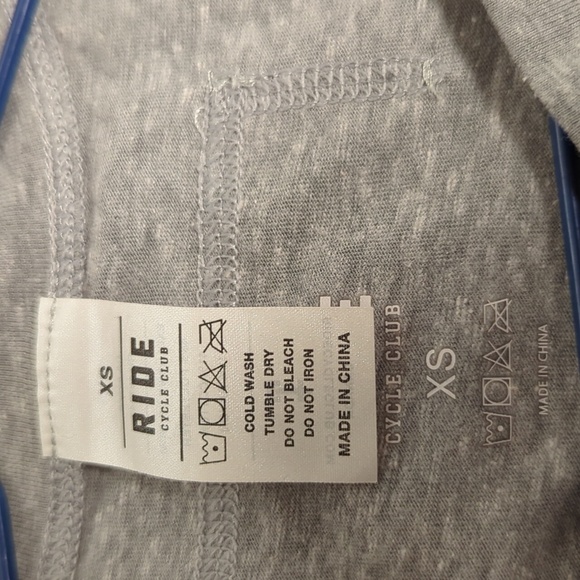 XS
RIDE
CYCLE CLUB
COLD WASH
TUMBLE DRY
DO NOT BLEACH
DO NOT IRON
MADE IN CHINA
CYCLE CLUB
XS
MADE IN CHINA